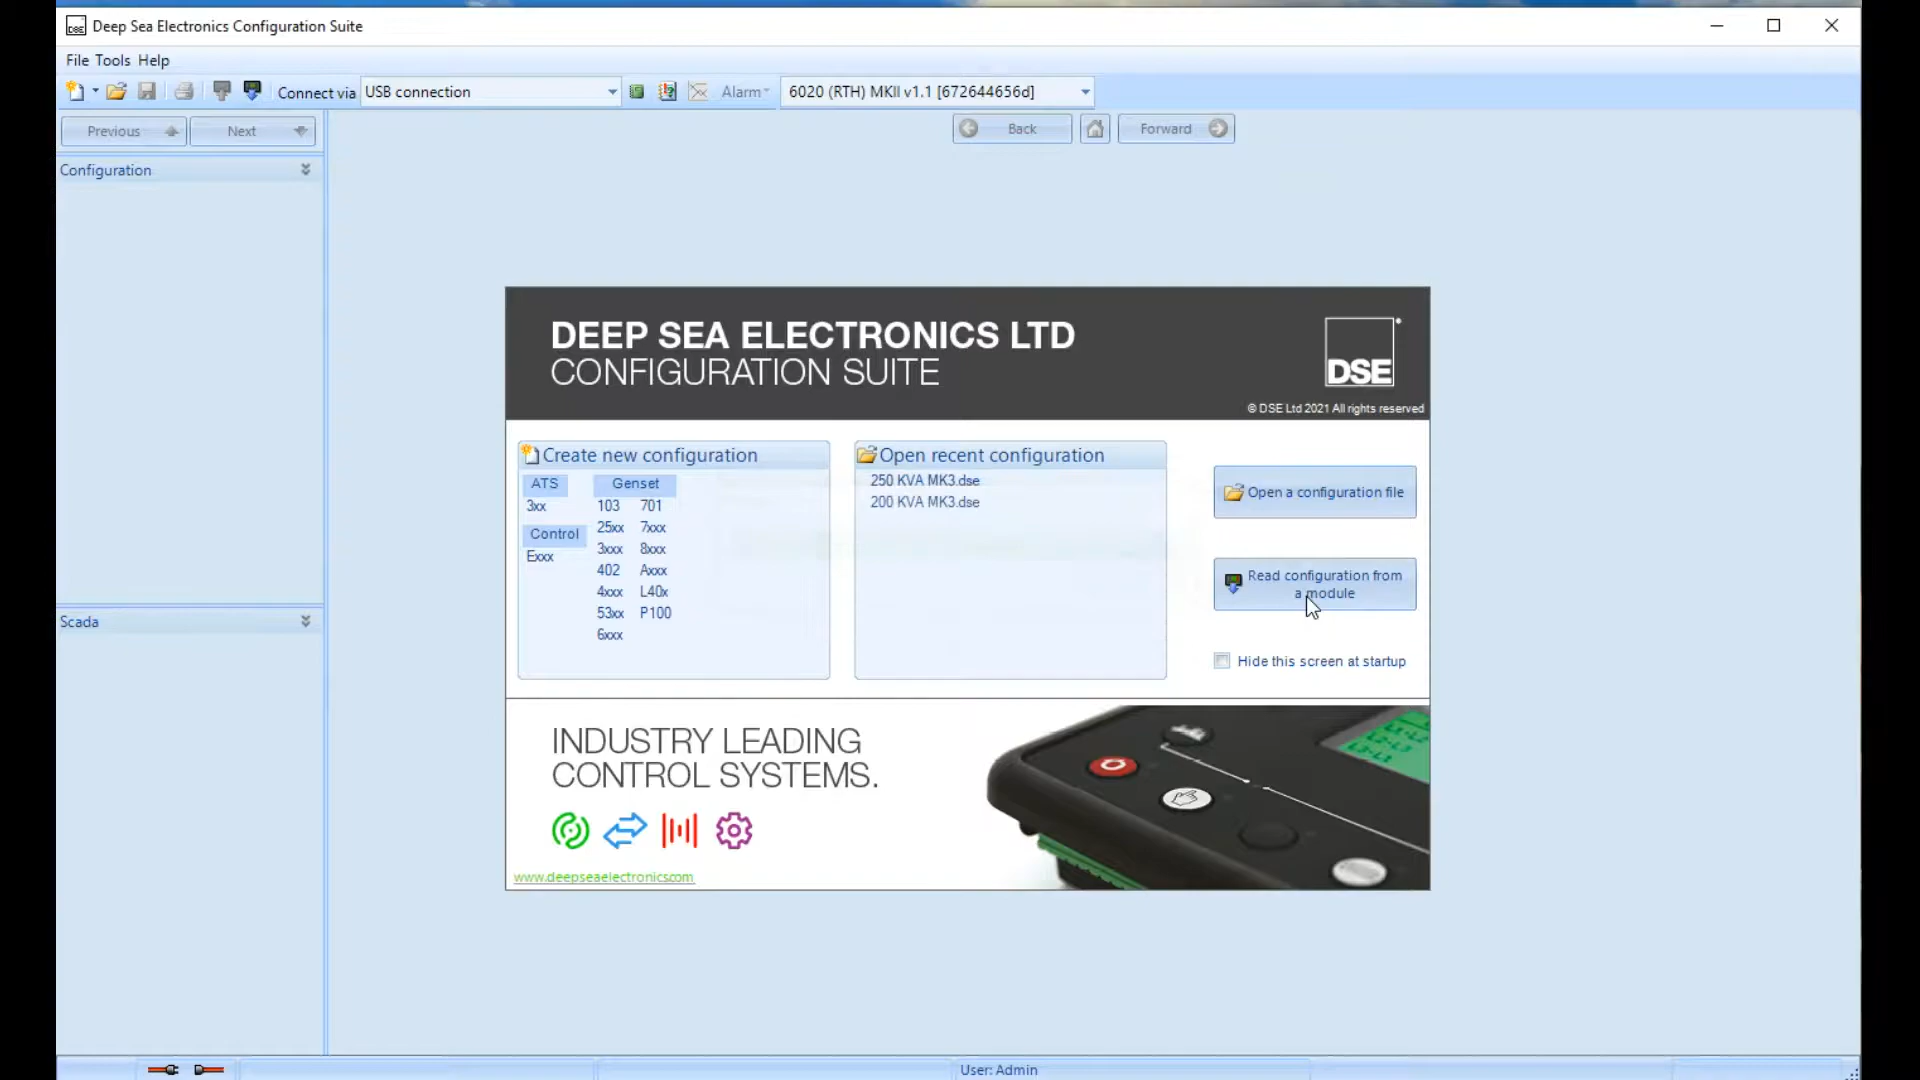 Deep Sea Electronics Configuration Suite
File Tools Help
Connect via USB connection Alarm 6020 (RTH) MKII v1.1 [672644656d]
Previous Next Back Forward
Configuration
DEEP SEA ELECTRONICS LTD
CONFIGURATION SUITE
DSE
© DSE Ltd 2021 All rights reserved
Create new configuration
ATS
3xx
Control
Exxx
Genset
103 701
25xx 7xxx
3xxx 8xxx
402 Axxx
4xxx L40x
53xx P100
6xxx
Open recent configuration
250 KVA MK3.dse
200 KVA MK3.dse
Open a configuration file
Read configuration from
a module
Hide this screen at startup
Scada
INDUSTRY LEADING
CONTROL SYSTEMS.
www.deepseaelectronics.com
User: Admin